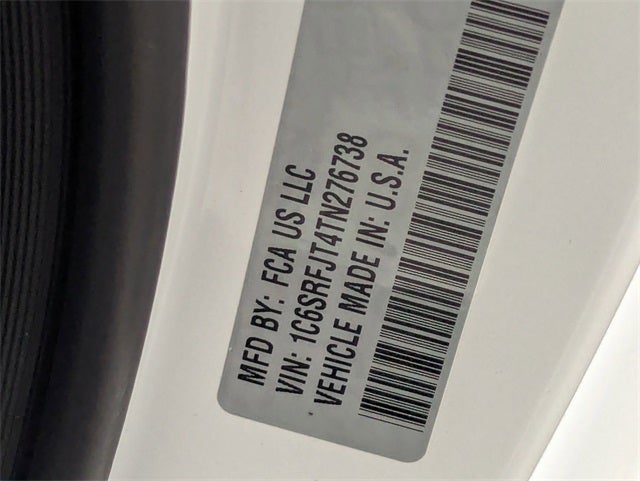 MFD BY: FCA US LLC
VIN: 1C6SRFJT4TN276738
VEHICLE MADE IN: U.S.A.